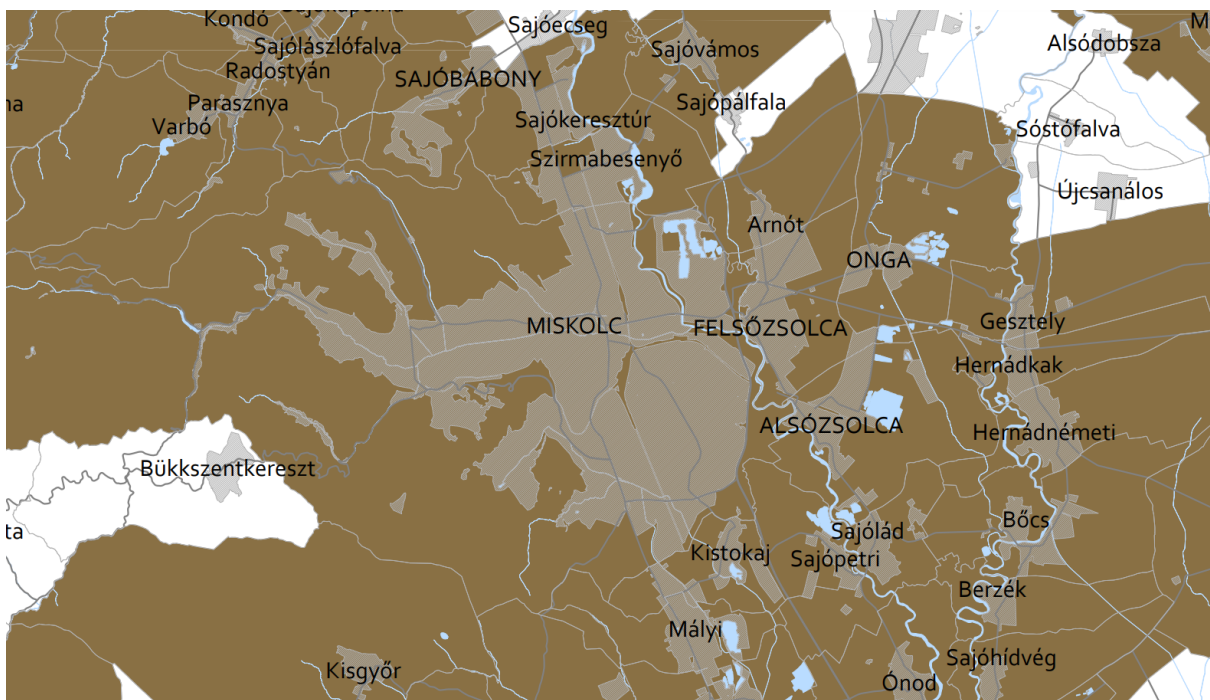 Kondó
Sajóecseg
Sajólászlófalva
Sajóvámos
Alsódobsza
Radostyán
SAJÓBÁBONY
Parasznya
Sajópálfala
Varbó
Sajókeresztúr
Sóstófalva
Szirmabesenyő
Újcsanálos
Arnót
ONGA
MISKOLC
FELSŐZSOLCA
Gesztely
Hernádkak
ALSÓZSOLCA
Hernádnémeti
Bükkszentkereszt
Bőcs
ta
Sajólád
Kistokaj
Sajópetri
Berzék
Mályi
Sajóhídvég
Kisgyőr
Ónod